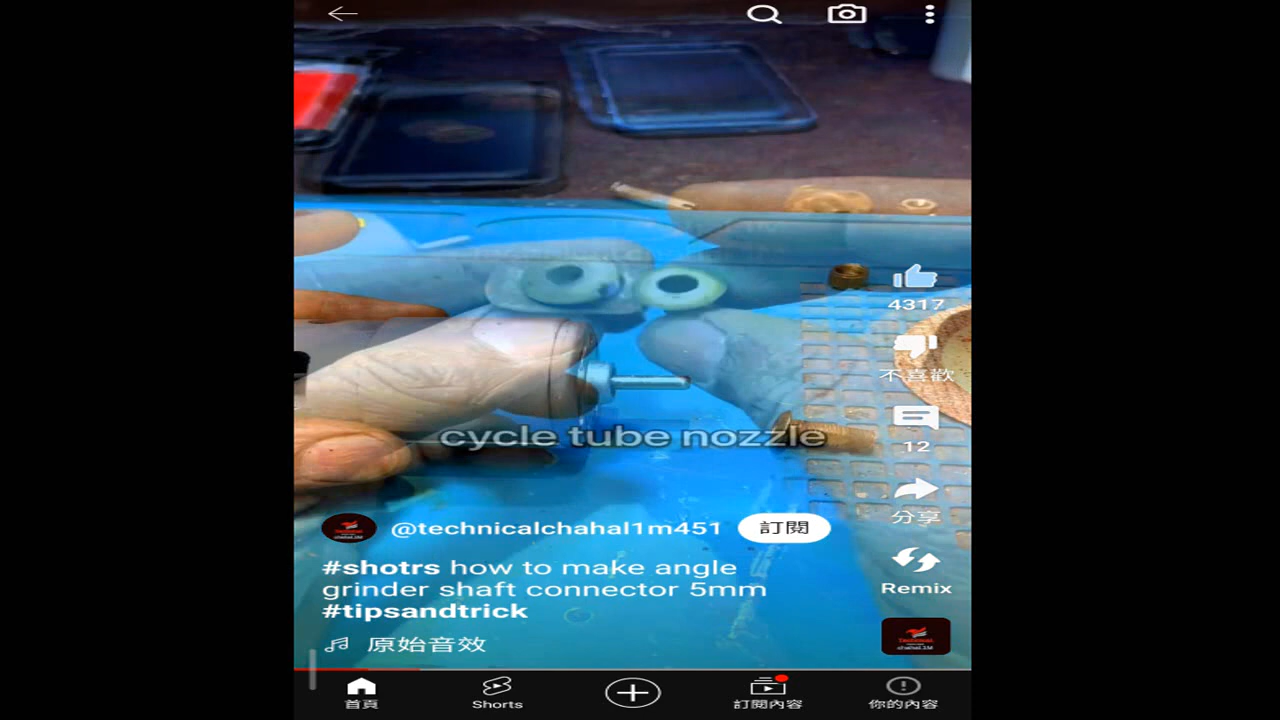 4317
不喜歡
cycle tube nozzle
12
分享
@technicalchahal1m451
訂閱
#shotrs how to make angle
grinder shaft connector 5mm
#tipsandtrick
Remix
原始音效
首頁
Shorts
訂閱內容
你的內容